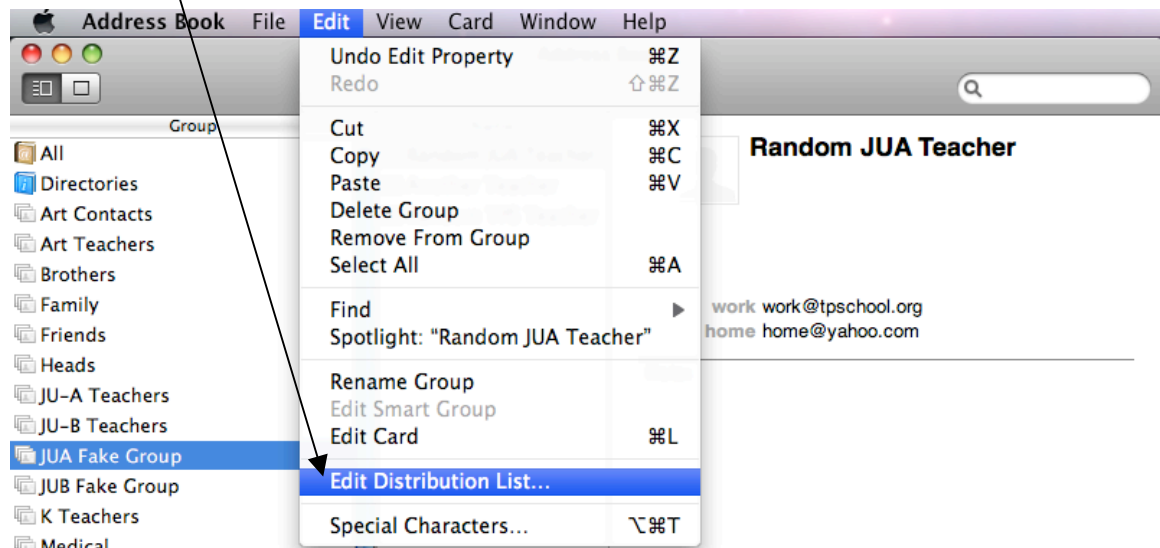 Address Book File Edit View Card Window Help
Group
All
Directories
Art Contacts
Art Teachers
Brothers
Family
Friends
Heads
JU-A Teachers
JU-B Teachers
JUA Fake Group
JUB Fake Group
K Teachers
Medical
Undo Edit Property ⌘Z
Redo ⇧⌘Z
Cut ⌘X
Copy ⌘C
Paste ⌘V
Delete Group
Remove From Group
Select All ⌘A
Find ▶
Spotlight: “Random JUA Teacher”
Rename Group
Edit Smart Group
Edit Card ⌘L
Edit Distribution List...
Special Characters... ⌥⌘T
Random JUA Teacher
work work@tpschool.org
home home@yahoo.com